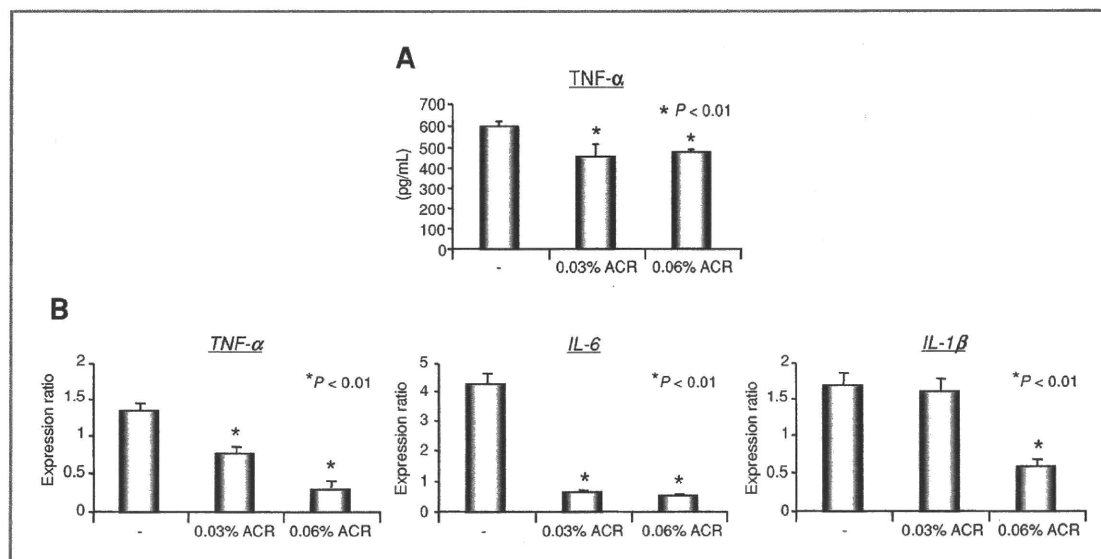 A
TNF-α
* P < 0.01
(pg/mL)
700
600
500
400
300
200
100
0
*
*
-
0.03% ACR
0.06% ACR
B
TNF-α
*P < 0.01
Expression ratio
2
1.5
1
0.5
0
*
*
-
0.03% ACR
0.06% ACR
IL-6
*P < 0.01
Expression ratio
5
4
3
2
1
0
*
*
-
0.03% ACR
0.06% ACR
IL-1β
*P < 0.01
Expression ratio
2
1.5
1
0.5
0
*
-
0.03% ACR
0.06% ACR